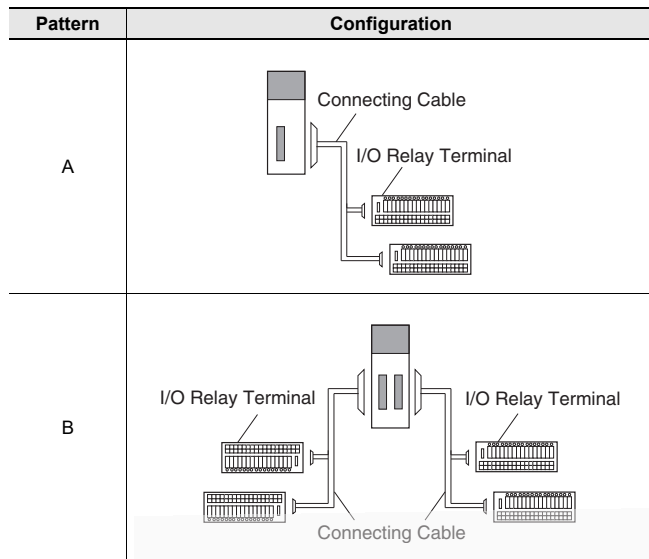 Pattern Configuration
A
Connecting Cable
I/O Relay Terminal
B
I/O Relay Terminal
I/O Relay Terminal
Connecting Cable